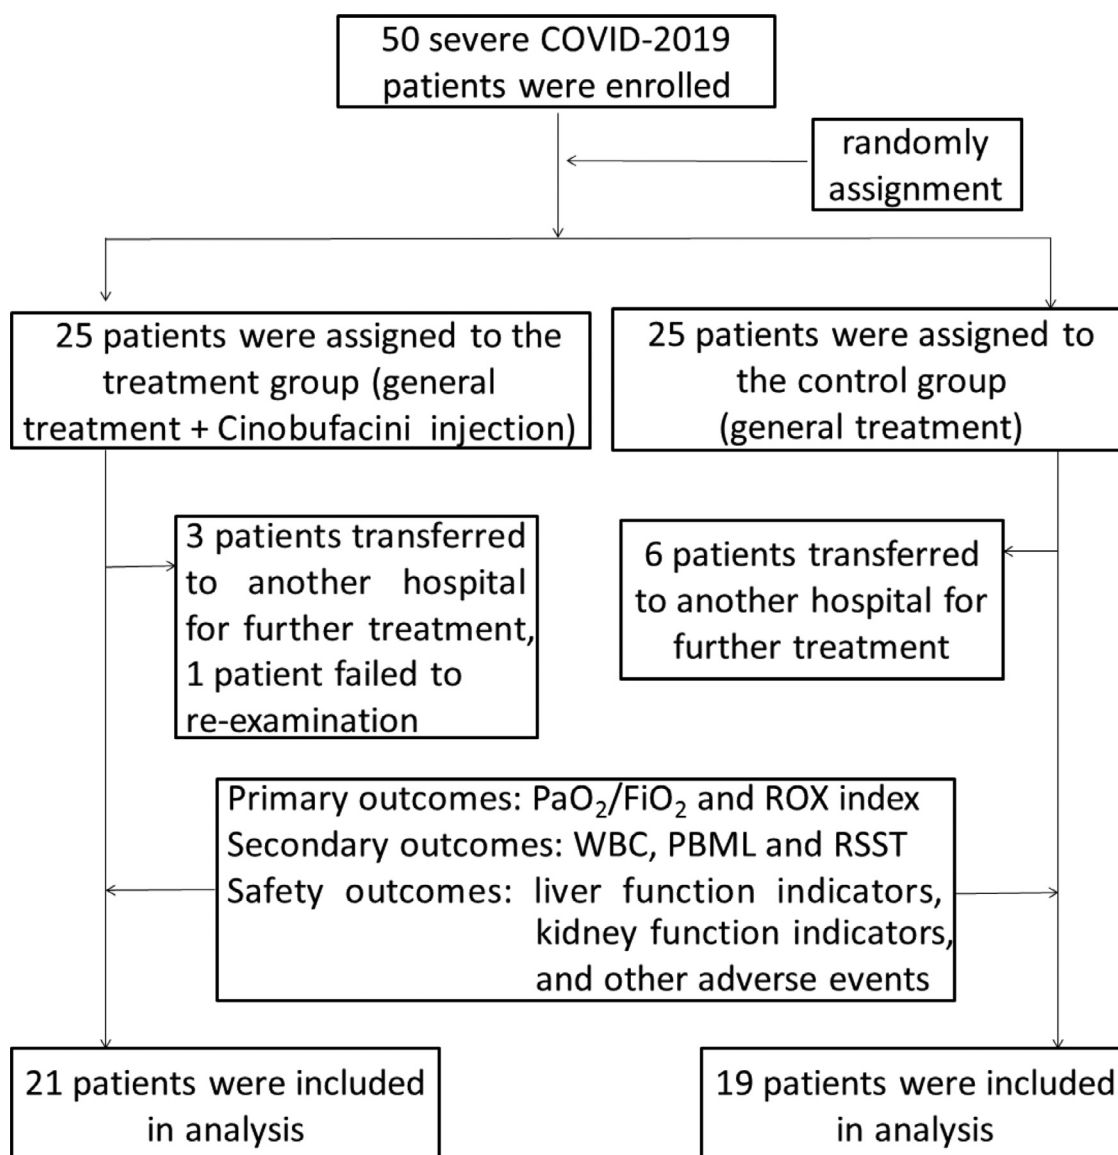 50 severe COVID-2019
patients were enrolled
randomly
assignment
25 patients were assigned to the
treatment group (general
treatment + Cinobufacini injection)
25 patients were assigned to
the control group
(general treatment)
3 patients transferred
to another hospital
for further treatment,
1 patient failed to
re-examination
6 patients transferred
to another hospital for
further treatment
Primary outcomes: PaO₂/FiO₂ and ROX index
Secondary outcomes: WBC, PBML and RSST
Safety outcomes: liver function indicators,
kidney function indicators,
and other adverse events
21 patients were included
in analysis
19 patients were included
in analysis